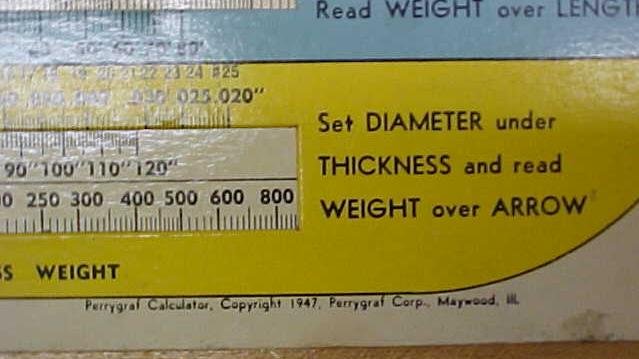 Read WEIGHT over
60' 70' 80'
19 20 21 22 23 24 #25
.030 .025 .020"
Set DIAMETER under
THICKNESS and read
WEIGHT over ARROW
90" 100" 110" 120"
250 300 400 500 600 800
WEIGHT
Perrygraf Calculator, Copyright 1947, Perrygraf Corp., Maywood, Ill.